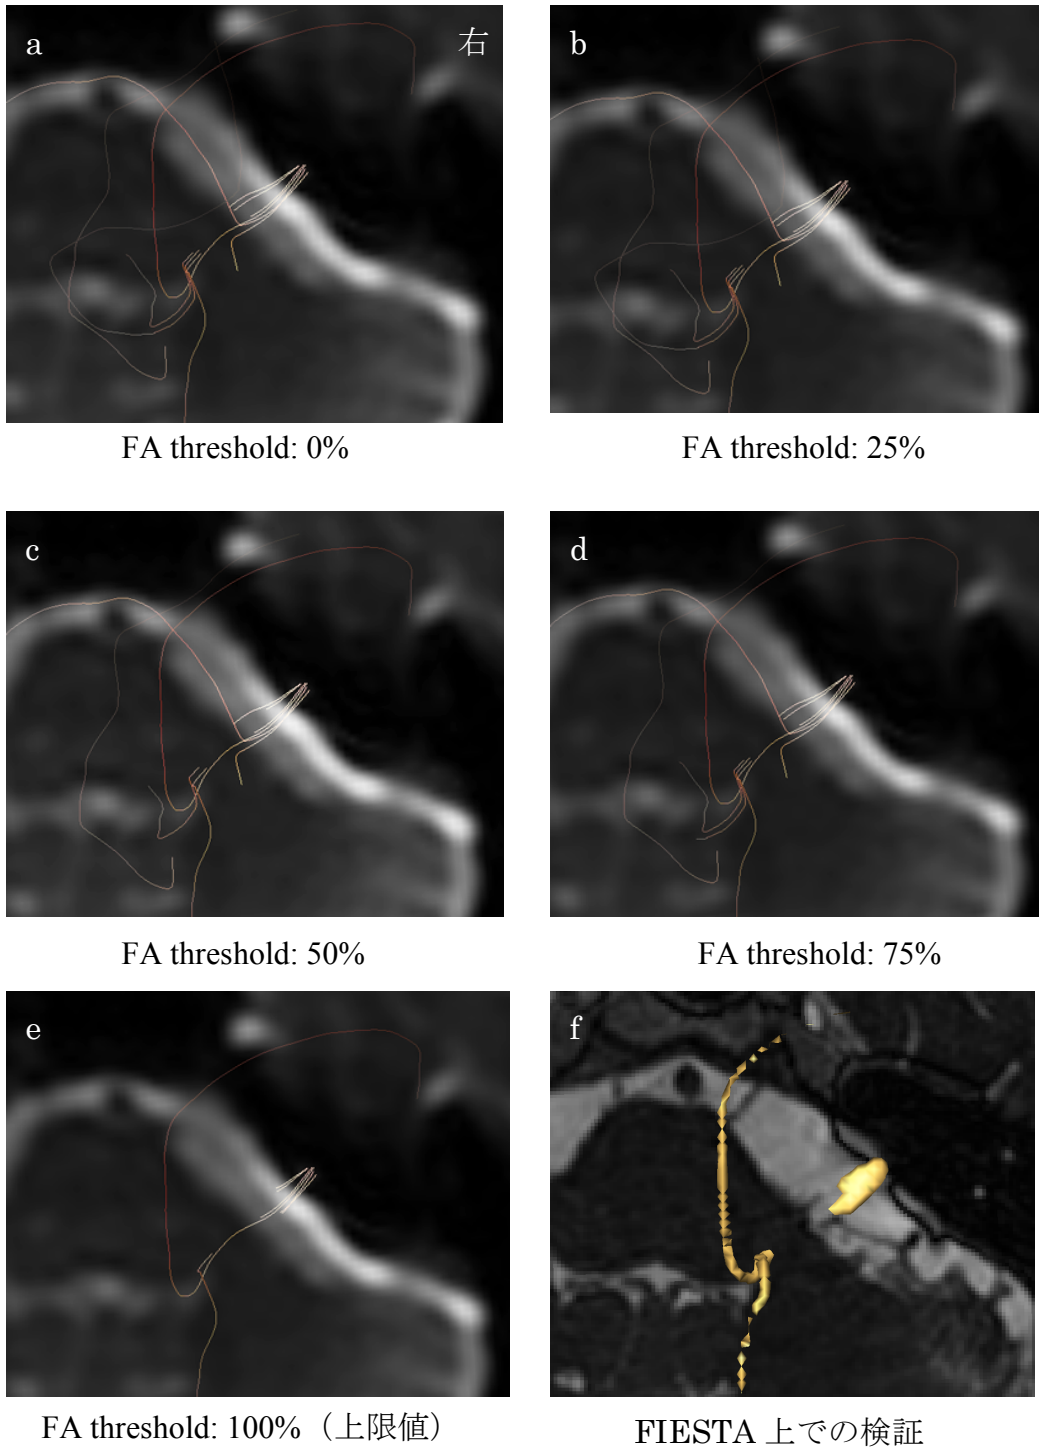 a 右
b
FA threshold: 0%
FA threshold: 25%
c
d
FA threshold: 50%
FA threshold: 75%
e
f
FA threshold: 100%（上限値）
FIESTA 上での検証